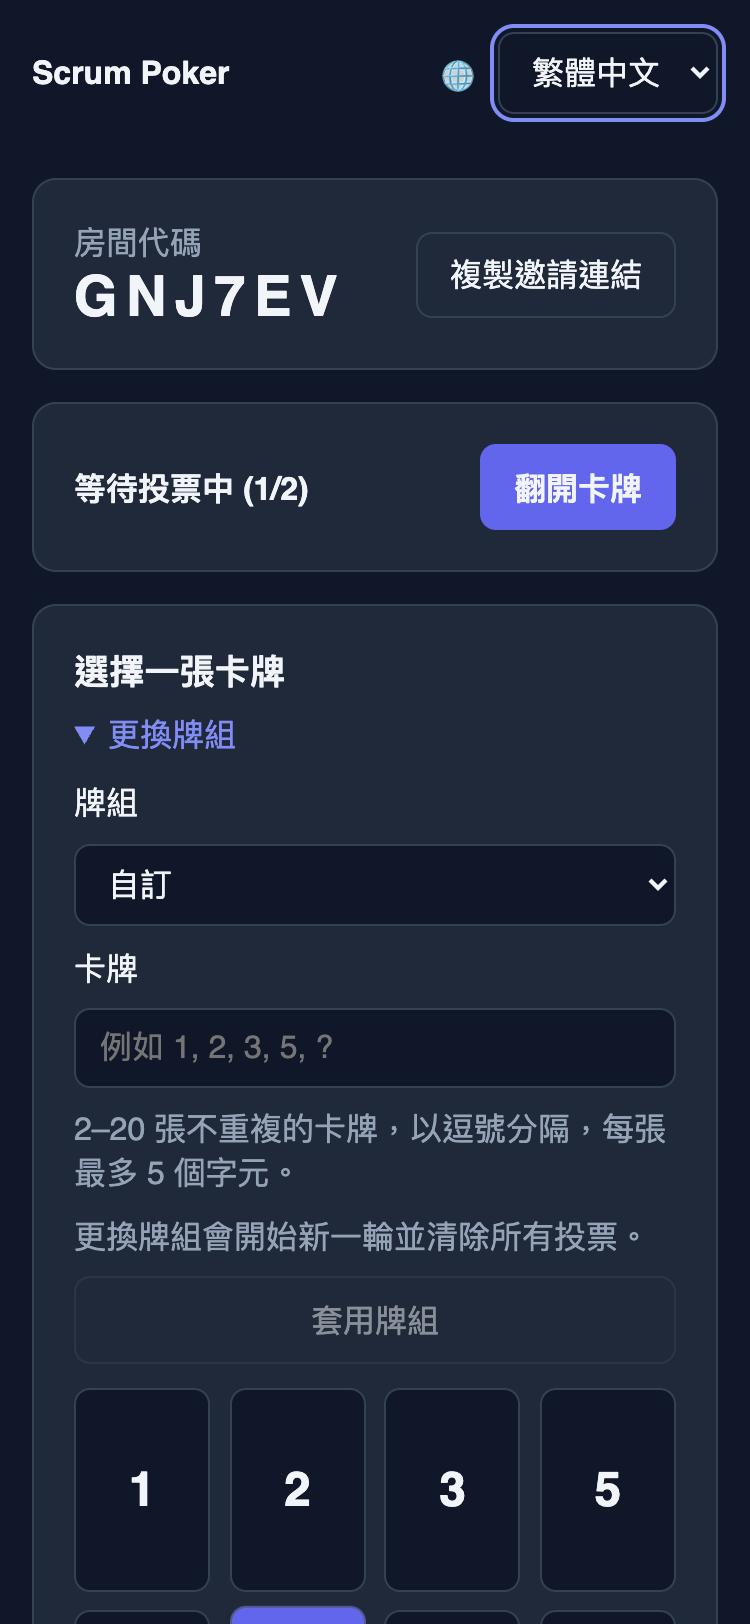 Scrum Poker
繁體中文
房間代碼
GNJ7EV
複製邀請連結
等待投票中 (1/2)
翻開卡牌
選擇一張卡牌
▼ 更換牌組
牌組
自訂
卡牌
例如 1, 2, 3, 5, ?
2–20 張不重複的卡牌，以逗號分隔，每張
最多 5 個字元。
更換牌組會開始新一輪並清除所有投票。
套用牌組
1
2
3
5